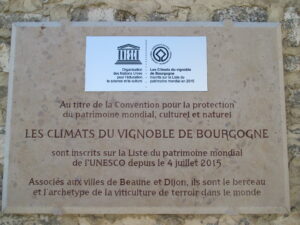 Organisation
des Nations Unies
pour l'éducation,
la science et la culture
Les Climats du vignoble
de Bourgogne
inscrits sur la Liste du
patrimoine mondial en 2015
Au titre de la Convention pour la protection
du patrimoine mondial, culturel et naturel
LES CLIMATS DU VIGNOBLE DE BOURGOGNE
sont inscrits sur la Liste du patrimoine mondial
de l'UNESCO depuis le 4 juillet 2015
Associés aux villes de Beaune et Dijon, ils sont le berceau
et l'archetype de la viticulture de terroir dans le monde